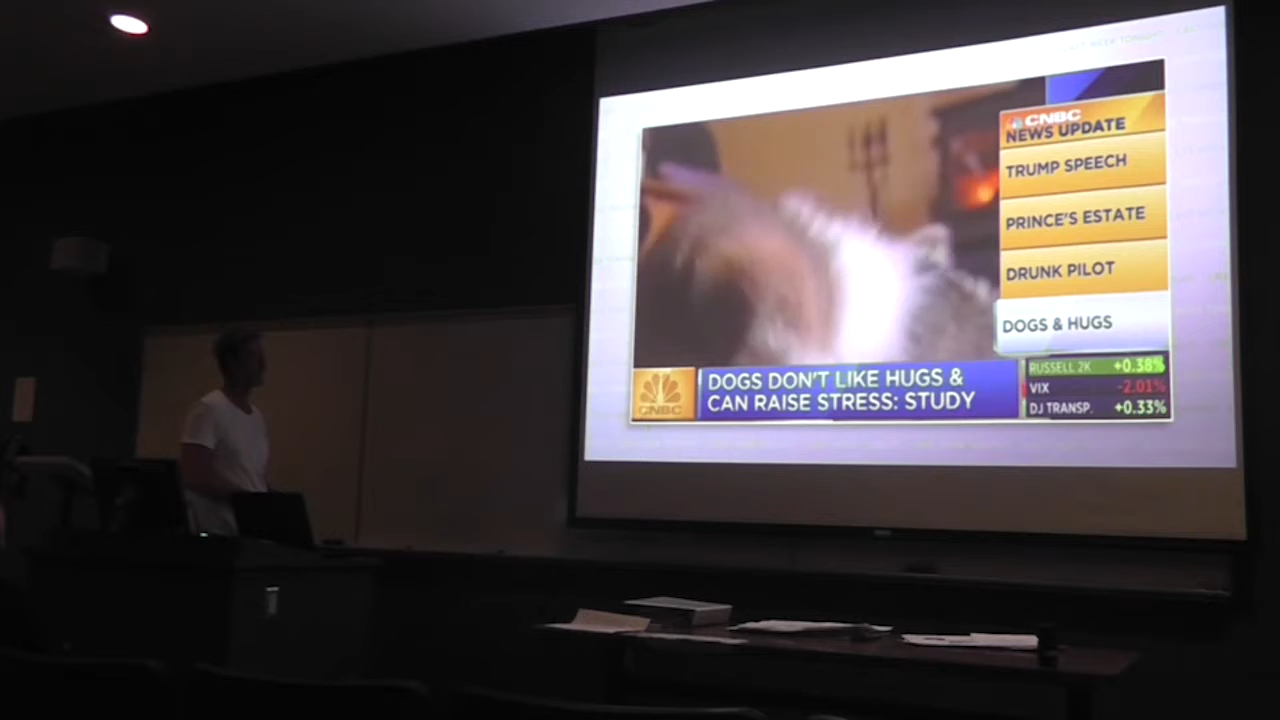 CNBC
NEWS UPDATE
TRUMP SPEECH
PRINCE'S ESTATE
DRUNK PILOT
DOGS & HUGS
DOGS DON'T LIKE HUGS &
CAN RAISE STRESS: STUDY
CNBC
RUSSELL 2K +0.38%
VIX -2.01%
DJ TRANSP. +0.33%